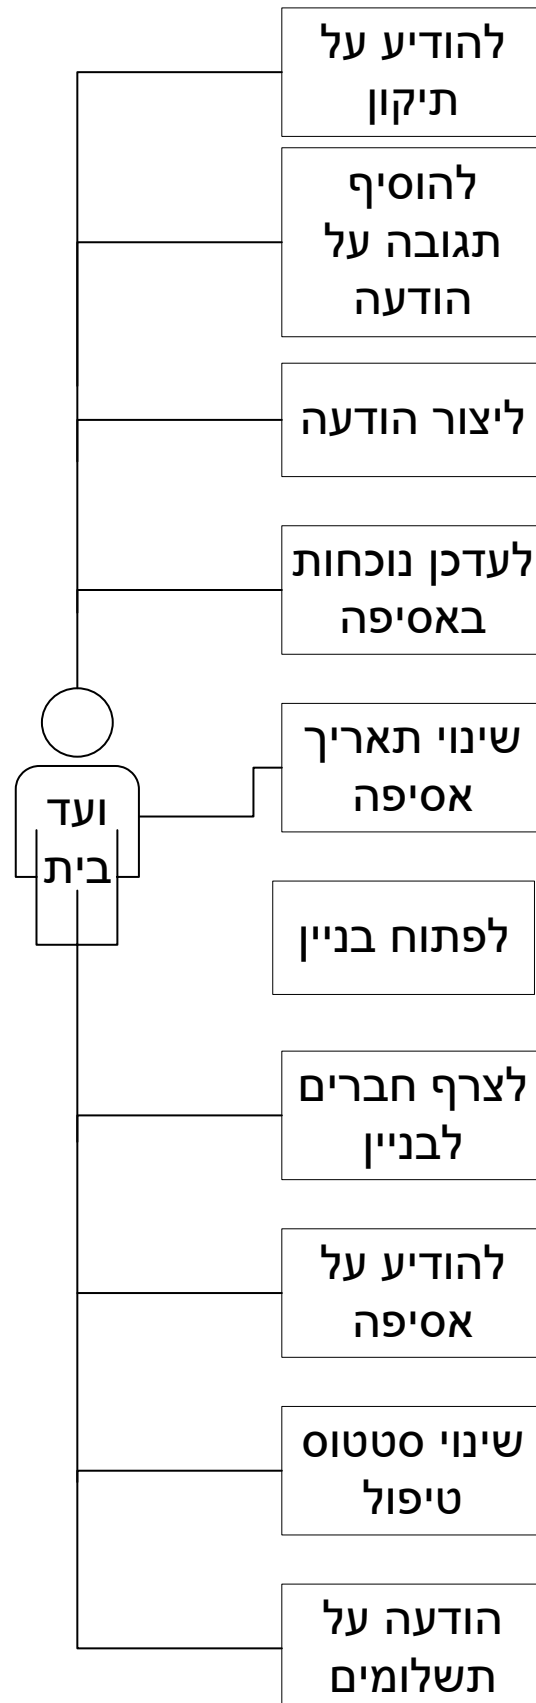 להודיע על
תיקון
להוסיף
תגובה על
הודעה
ליצור הודעה
לעדכן נוכחות
באסיפה
שינוי תאריך
אסיפה
ועד
בית
לפתוח בניין
לצרף חברים
לבניין
להודיע על
אסיפה
שינוי סטטוס
טיפול
הודעה על
תשלומים